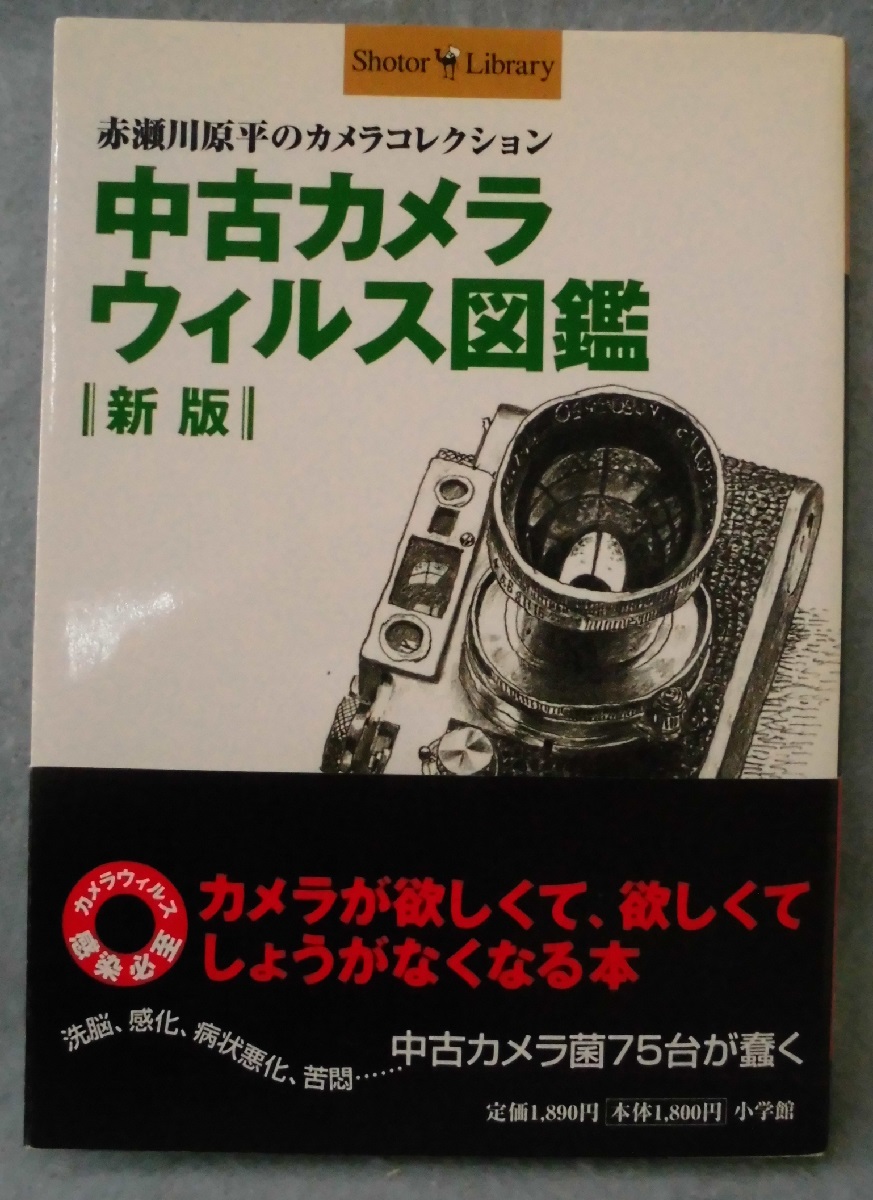 Shotor Library
赤瀬川原平のカメラコレクション
中古カメラ
ウィルス図鑑
新版
カメラウィルス
感染必至
カメラが欲しくて、欲しくて
しょうがなくなる本
洗脳、感化、病状悪化、苦悶……中古カメラ菌75台が蠢く
定価1,890円 本体1,800円 小学館